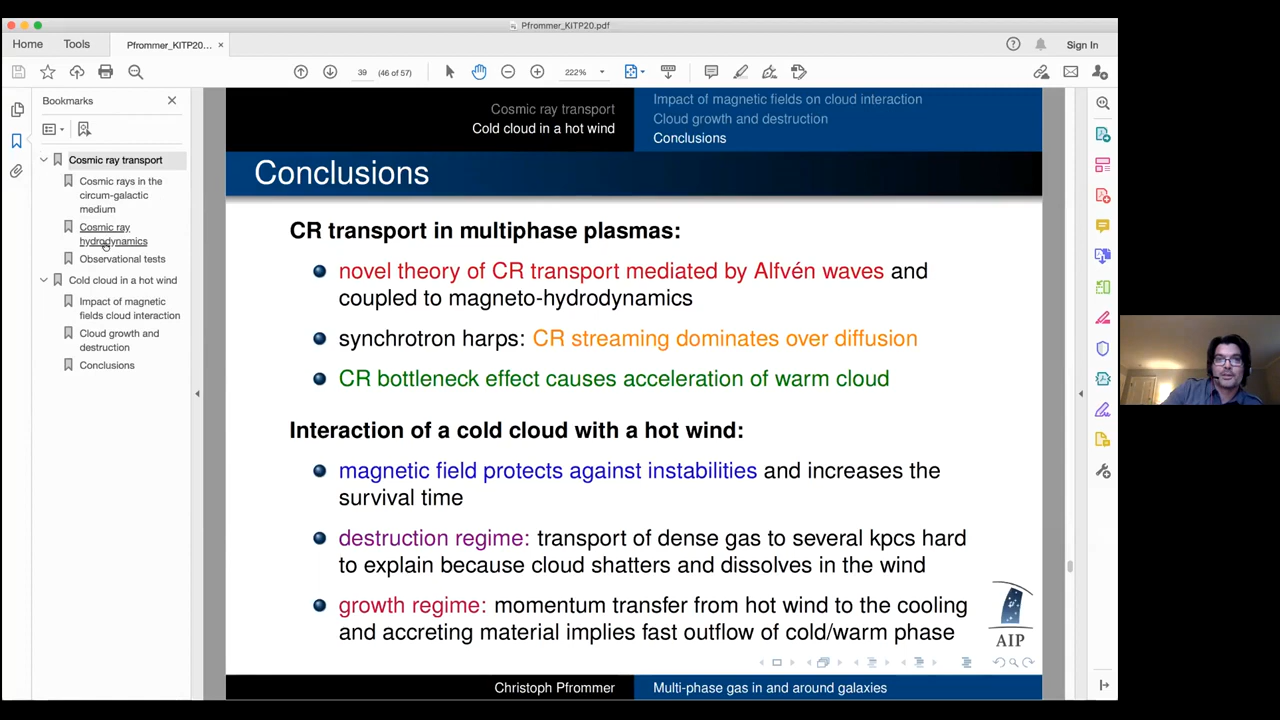 Pfrommer_KITP20.pdf
Home
Tools
Pfrommer_KITP20... ×
Sign In
39 (46 of 57)
222%
Bookmarks
Cosmic ray transport
Cosmic rays in the
circum-galactic
medium
Cosmic ray
hydrodynamics
Observational tests
Cold cloud in a hot wind
Impact of magnetic
fields cloud interaction
Cloud growth and
destruction
Conclusions
Cosmic ray transport
Cold cloud in a hot wind
Impact of magnetic fields on cloud interaction
Cloud growth and destruction
Conclusions
Conclusions
CR transport in multiphase plasmas:
novel theory of CR transport mediated by Alfvén waves and
coupled to magneto-hydrodynamics
synchrotron harps: CR streaming dominates over diffusion
CR bottleneck effect causes acceleration of warm cloud
Interaction of a cold cloud with a hot wind:
magnetic field protects against instabilities and increases the
survival time
destruction regime: transport of dense gas to several kpcs hard
to explain because cloud shatters and dissolves in the wind
growth regime: momentum transfer from hot wind to the cooling
and accreting material implies fast outflow of cold/warm phase
AIP
Christoph Pfrommer
Multi-phase gas in and around galaxies